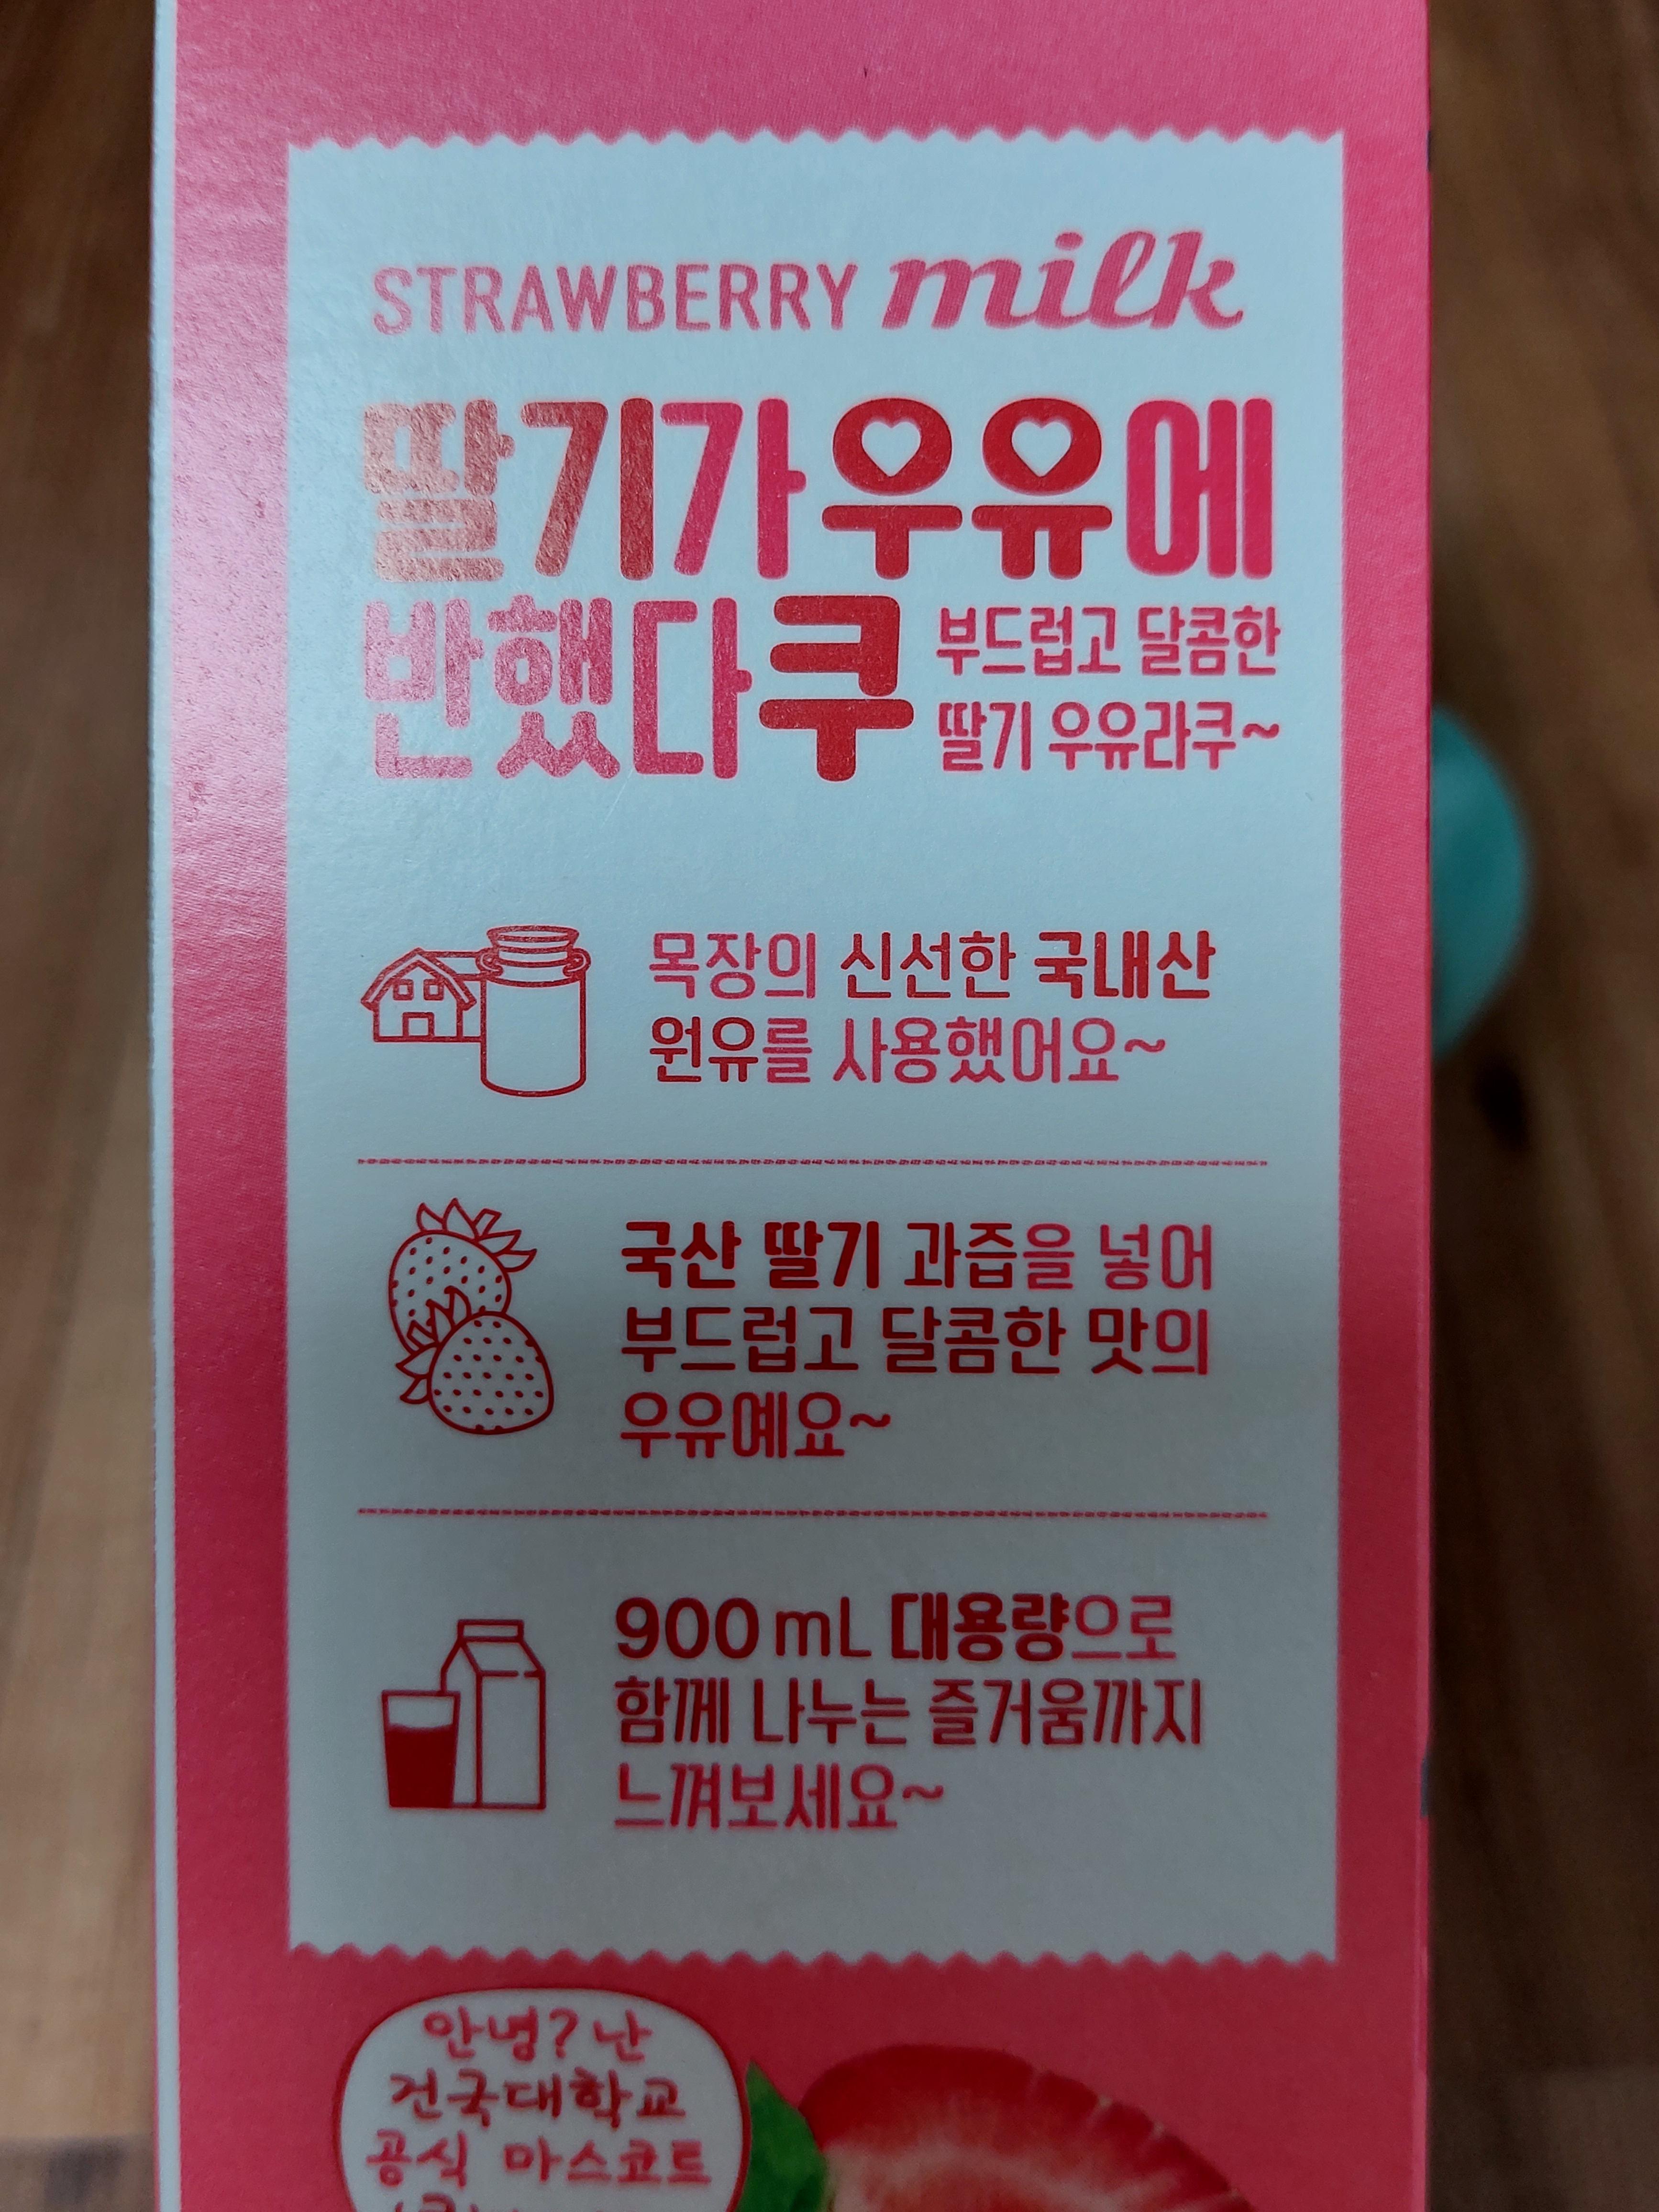 STRAWBERRY milk
딸기가우유에
반했다쿠
부드럽고 달콤한
딸기 우유라쿠~
목장의 신선한 국내산
원유를 사용했어요~
국산 딸기 과즙을 넣어
부드럽고 달콤한 맛의
우유예요~
900 mL 대용량으로
함께 나누는 즐거움까지
느껴보세요~
안녕? 난
건국대학교
공식 마스코트